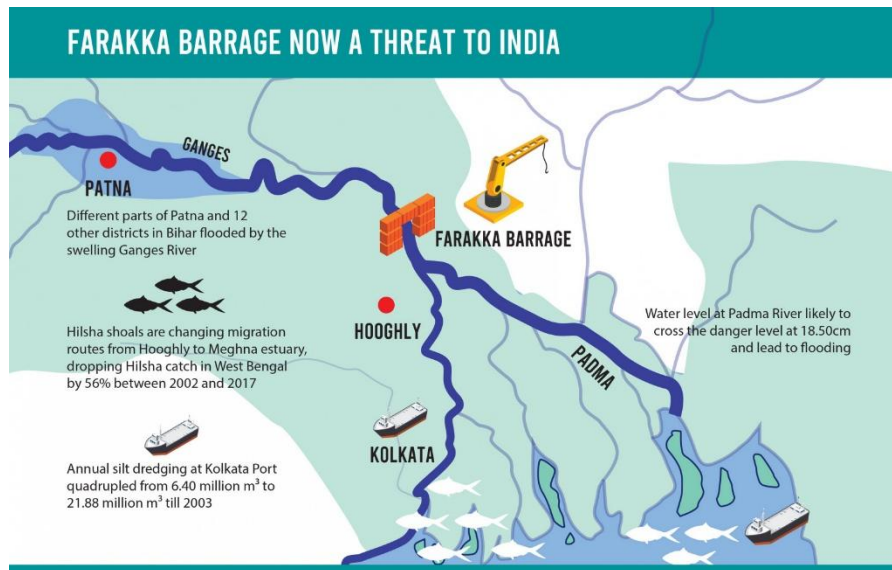 FARAKKA BARRAGE NOW A THREAT TO INDIA
GANGES
PATNA
Different parts of Patna and 12
other districts in Bihar flooded by the
swelling Ganges River
FARAKKA BARRAGE
Hilsha shoals are changing migration
routes from Hooghly to Meghna estuary,
dropping Hilsha catch in West Bengal
by 56% between 2002 and 2017
HOOGHLY
PADMA
Water level at Padma River likely to
cross the danger level at 18.50cm
and lead to flooding
KOLKATA
Annual silt dredging at Kolkata Port
quadrupled from 6.40 million m³ to
21.88 million m³ till 2003